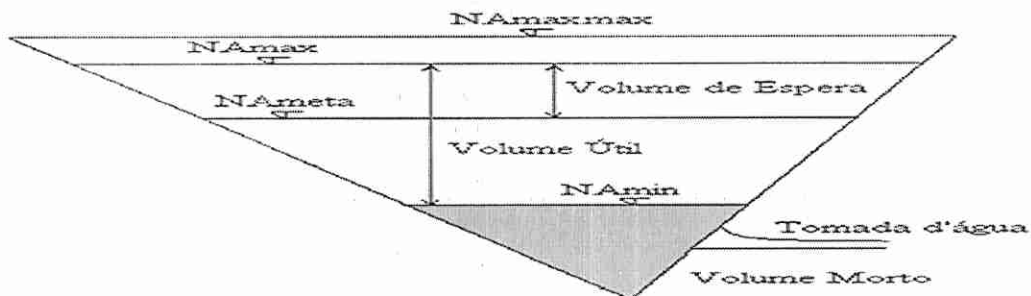 NAmaxmax
NAmax
Volume de Espera
NAmeta
Volume Útil
NAmin
Tomada d'água
Volume Morto